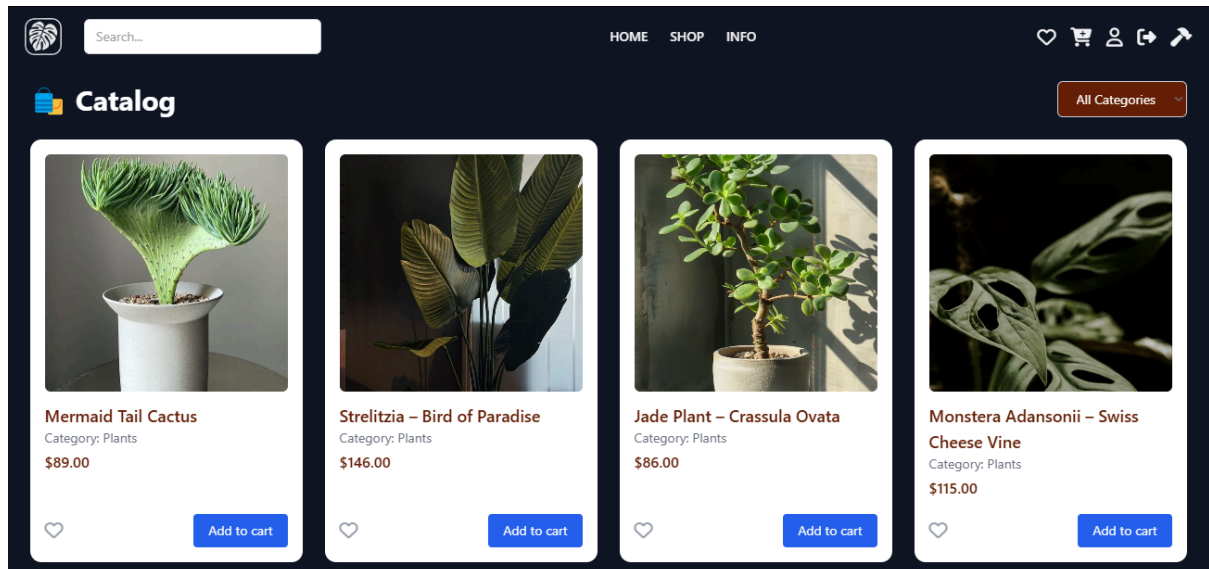 Search...
HOME SHOP INFO
Catalog
All Categories
Mermaid Tail Cactus
Category: Plants
$89.00
Add to cart
Strelitzia – Bird of Paradise
Category: Plants
$146.00
Add to cart
Jade Plant – Crassula Ovata
Category: Plants
$86.00
Add to cart
Monstera Adansonii – Swiss
Cheese Vine
Category: Plants
$115.00
Add to cart